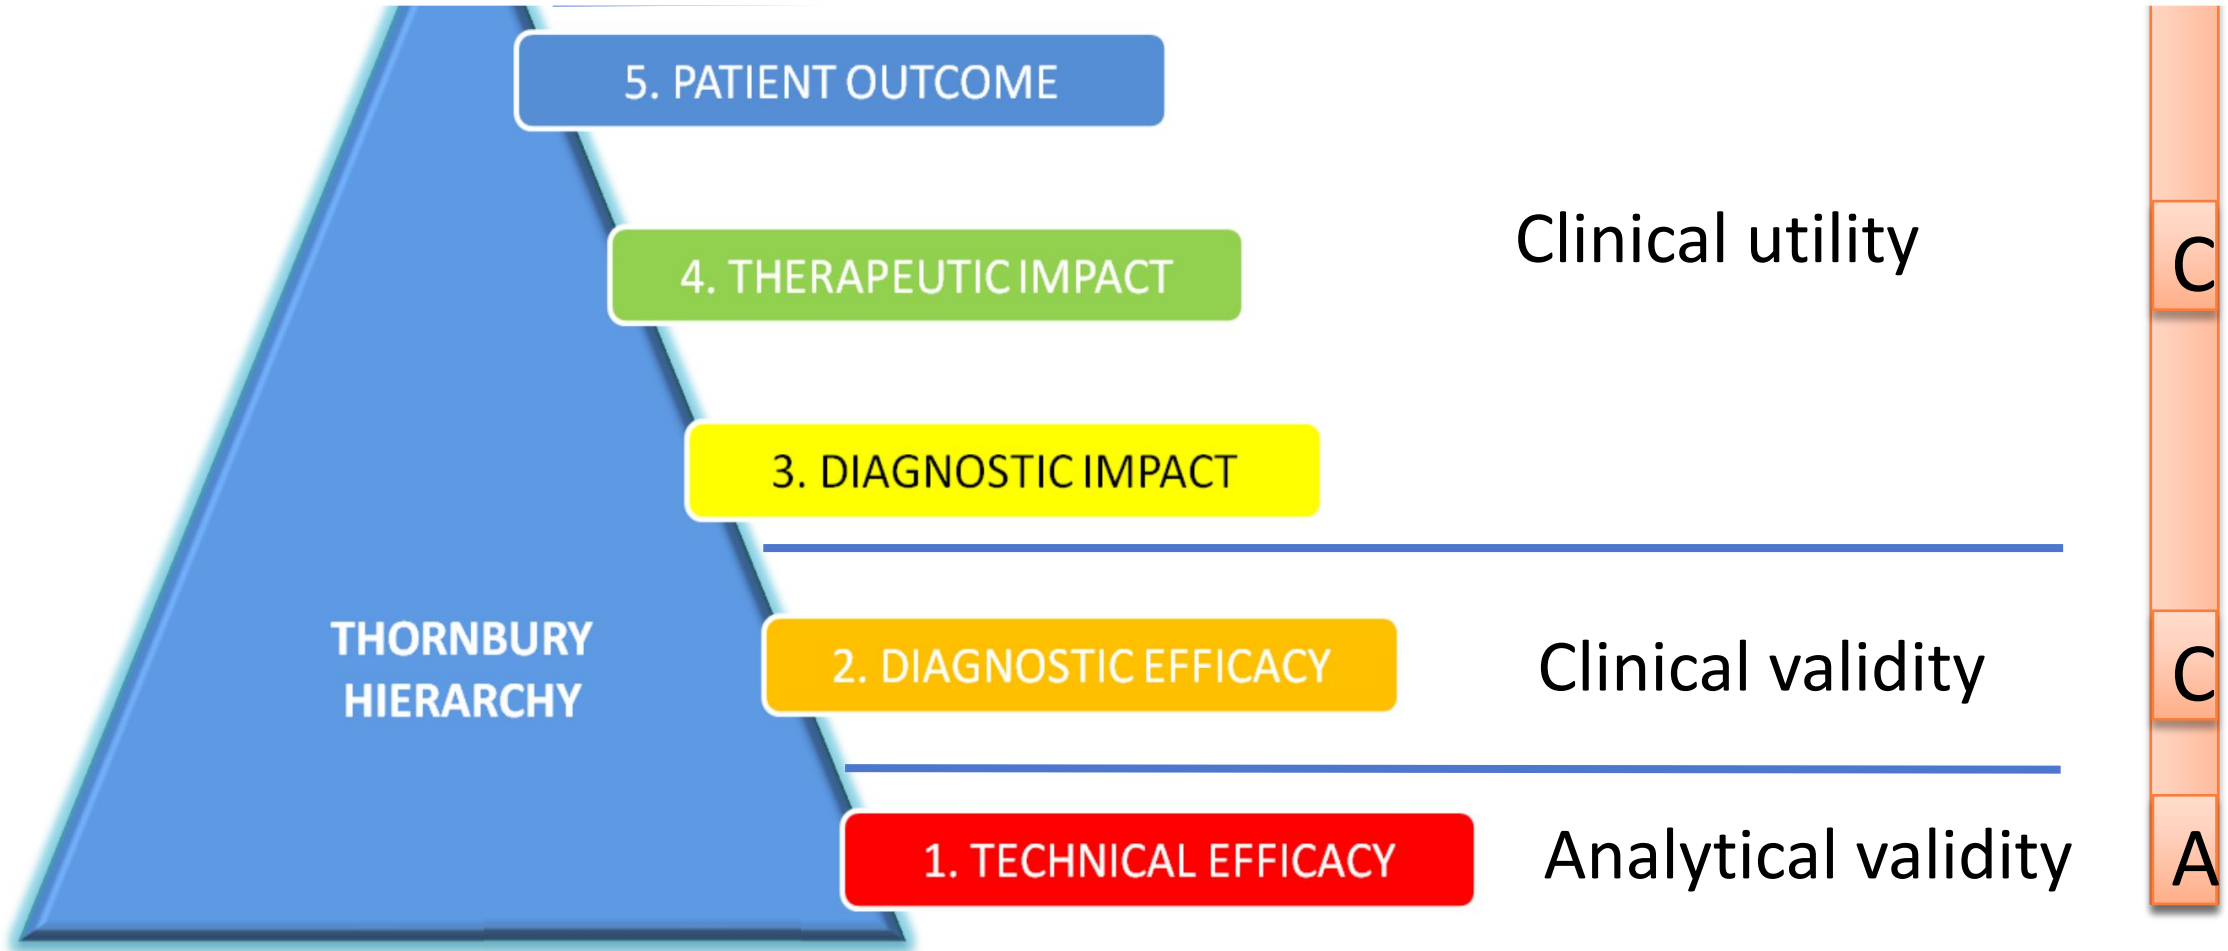 5. PATIENT OUTCOME
4. THERAPEUTIC IMPACT
Clinical utility
C
3. DIAGNOSTIC IMPACT
THORNBURY
HIERARCHY
2. DIAGNOSTIC EFFICACY
Clinical validity
C
1. TECHNICAL EFFICACY
Analytical validity
A